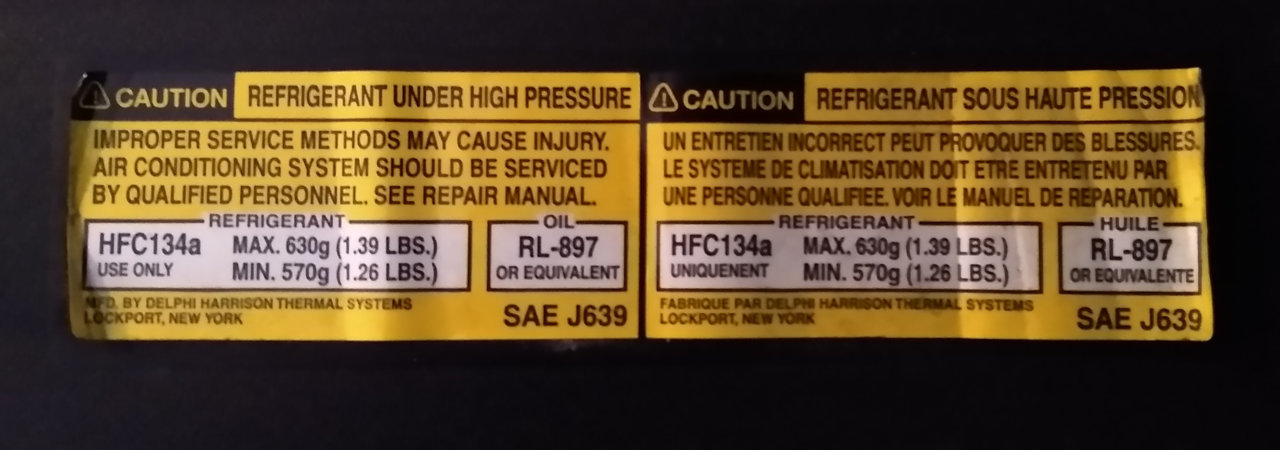 CAUTION REFRIGERANT UNDER HIGH PRESSURE
IMPROPER SERVICE METHODS MAY CAUSE INJURY.
AIR CONDITIONING SYSTEM SHOULD BE SERVICED
BY QUALIFIED PERSONNEL. SEE REPAIR MANUAL.
REFRIGERANT
HFC134a MAX. 630g (1.39 LBS.)
USE ONLY MIN. 570g (1.26 LBS.)
OIL
RL-897
OR EQUIVALENT
MFD. BY DELPHI HARRISON THERMAL SYSTEMS
LOCKPORT, NEW YORK
SAE J639
CAUTION REFRIGERANT SOUS HAUTE PRESSION
UN ENTRETIEN INCORRECT PEUT PROVOQUER DES BLESSURES.
LE SYSTEME DE CLIMATISATION DOIT ETRE ENTRETENU PAR
UNE PERSONNE QUALIFIEE. VOIR LE MANUEL DE REPARATION.
REFRIGERANT
HFC134a MAX. 630g (1.39 LBS.)
UNIQUENENT MIN. 570g (1.26 LBS.)
HUILE
RL-897
OR EQUIVALENTE
FABRIQUE PAR DELPHI HARRISON THERMAL SYSTEMS
LOCKPORT, NEW YORK
SAE J639